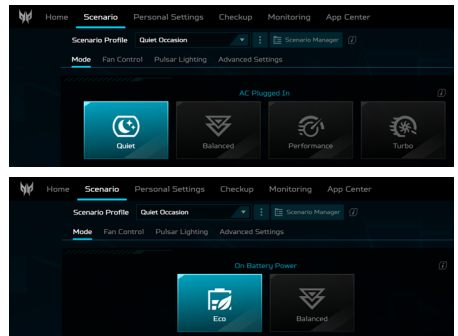 Home Scenario Personal Settings Checkup Monitoring App Center
Scenario Profile Quiet Occasion Scenario Manager
Mode Fan Control Pulsar Lighting Advanced Settings
AC Plugged In
Quiet Balanced Performance Turbo
Home Scenario Personal Settings Checkup Monitoring App Center
Scenario Profile Quiet Occasion Scenario Manager
Mode Fan Control Pulsar Lighting Advanced Settings
On Battery Power
Eco Balanced